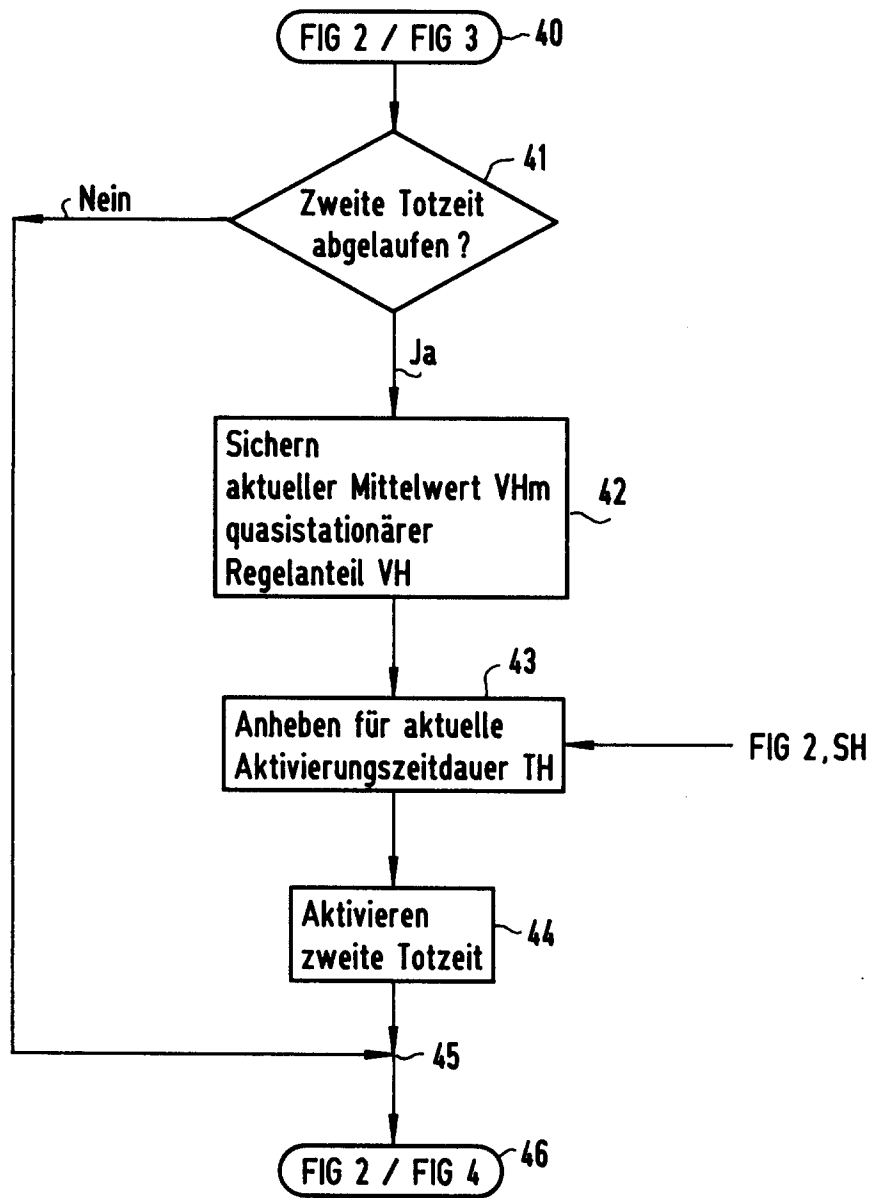 FIG 2 / FIG 3
40
41
Nein
Zweite Totzeit
abgelaufen ?
Ja
Sichern
aktueller Mittelwert VHm
quasistationärer
Regelanteil VH
42
43
Anheben für aktuelle
Aktivierungszeitdauer TH
FIG 2, SH
Aktivieren
zweite Totzeit
44
45
FIG 2 / FIG 4
46